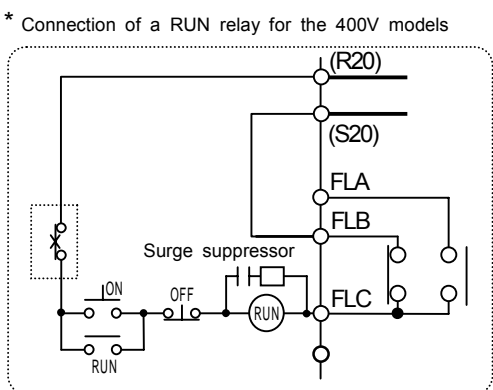 * Connection of a RUN relay for the 400V models
(R20)
(S20)
FLA
FLB
Surge suppressor
ON
OFF
RUN
FLC
RUN